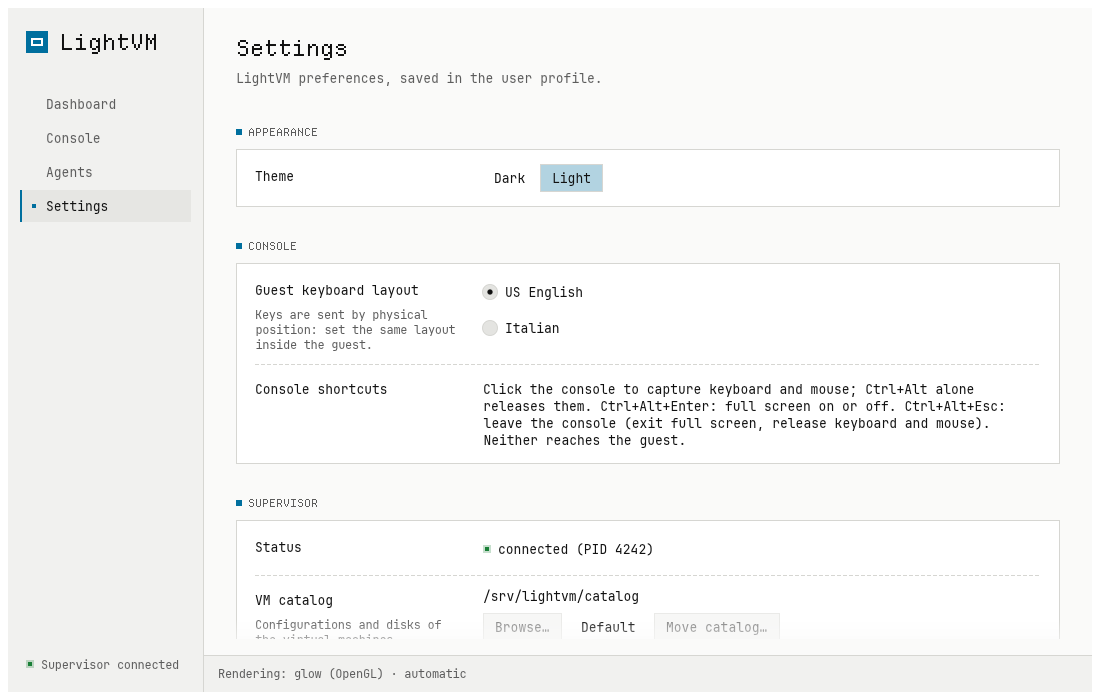 LightVM
Dashboard
Console
Agents
Settings
Supervisor connected
Settings
LightVM preferences, saved in the user profile.
APPEARANCE
Theme
Dark Light
CONSOLE
Guest keyboard layout
Keys are sent by physical
position: set the same layout
inside the guest.
US English
Italian
Console shortcuts
Click the console to capture keyboard and mouse; Ctrl+Alt alone
releases them. Ctrl+Alt+Enter: full screen on or off. Ctrl+Alt+Esc:
leave the console (exit full screen, release keyboard and mouse).
Neither reaches the guest.
SUPERVISOR
Status
connected (PID 4242)
VM catalog
Configurations and disks of
the virtual machines
/srv/lightvm/catalog
Browse… Default Move catalog…
Rendering: glow (OpenGL) · automatic